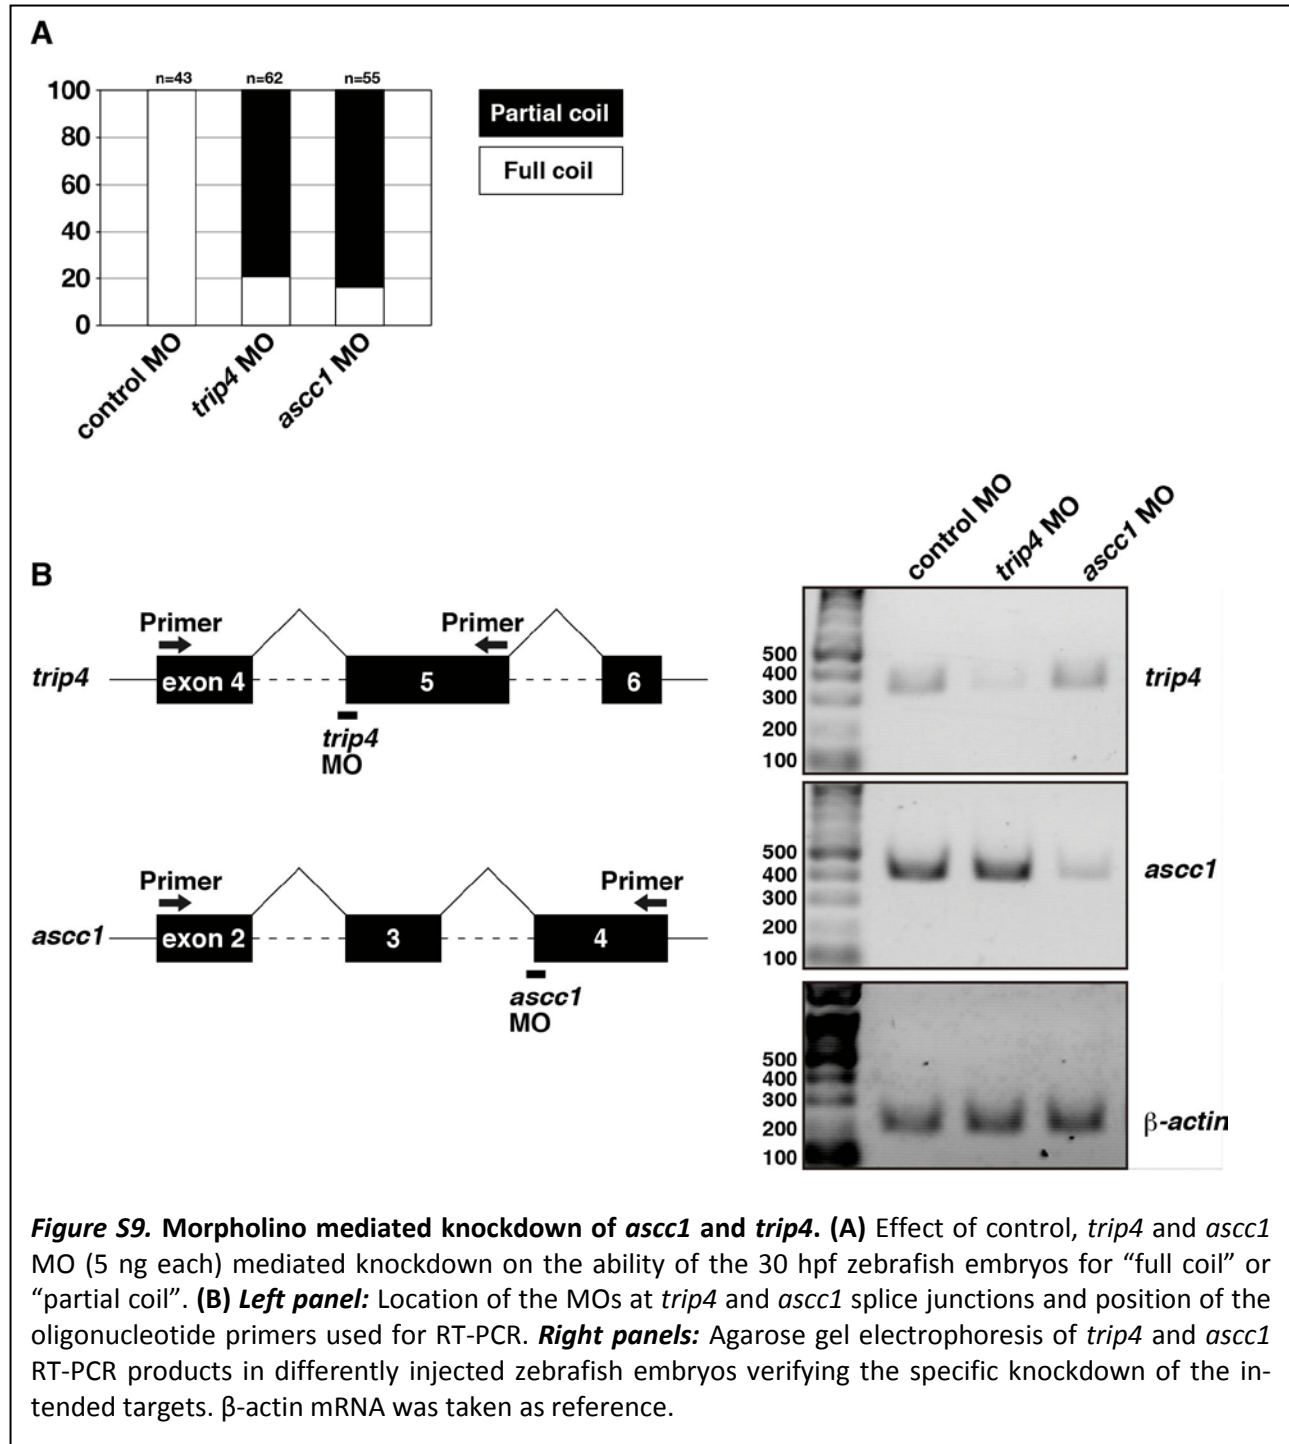 A
n=43 n=62 n=55
100
80
60
40
20
0
Partial coil
Full coil
control MO
trip4 MO
ascc1 MO
B
Primer Primer
trip4 exon 4 5 6
trip4
MO
Primer Primer
ascc1 exon 2 3 4
ascc1
MO
control MO
trip4 MO
ascc1 MO
500
400
300
200
100
trip4
500
400
300
200
100
ascc1
500
400
300
200
100
β-actin
Figure S9. Morpholino mediated knockdown of ascc1 and trip4. (A) Effect of control, trip4 and ascc1
MO (5 ng each) mediated knockdown on the ability of the 30 hpf zebrafish embryos for “full coil” or
“partial coil”. (B) Left panel: Location of the MOs at trip4 and ascc1 splice junctions and position of the
oligonucleotide primers used for RT-PCR. Right panels: Agarose gel electrophoresis of trip4 and ascc1
RT-PCR products in differently injected zebrafish embryos verifying the specific knockdown of the in-
tended targets. β-actin mRNA was taken as reference.